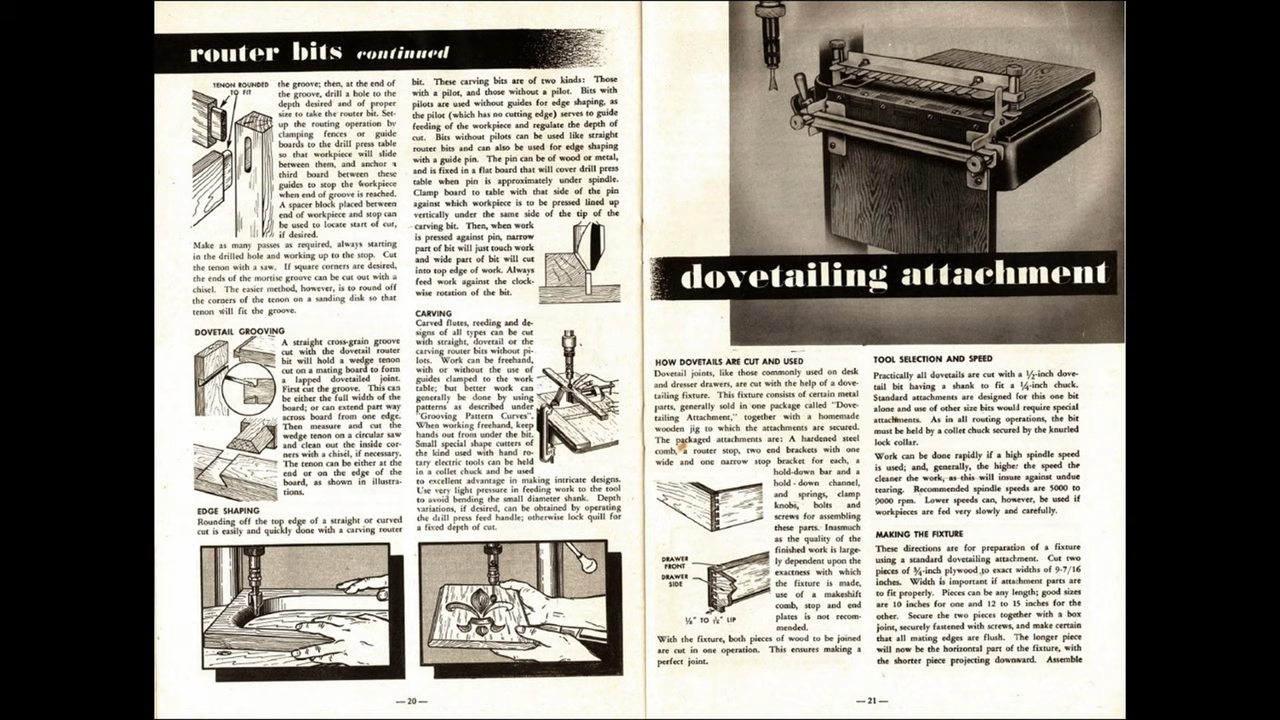 router bits continued
TENON ROUNDED
TO FIT
the groove; then, at the end of
the groove, drill a hole to the
depth desired and of proper
size to take the router bit. Set-
up the routing operation by
clamping fences or guide
boards to the drill press table
so that workpiece will slide
between them, and anchor a
third board between these
guides to stop the workpiece
when end of groove is reached.
A spacer block placed between
end of workpiece and stop can
be used to locate start of cut,
if desired.
Make as many passes as required, always starting
in the drilled hole and working up to the stop. Cut
the tenon with a saw. If square corners are desired,
the ends of the mortise groove can be cut out with a
chisel. The easier method, however, is to round off
the corners of the tenon on a sanding disk so that
tenon will fit the groove.
DOVETAIL GROOVING
A straight cross-grain groove
cut with the dovetail router
bit will hold a wedge tenon
cut on a mating board to form
a lapped dovetailed joint.
First cut the groove. This can
be either the full width of the
board; or can extend part way
across board from one edge.
Then measure and cut the
wedge tenon on a circular saw
and clean out the inside cor-
ners with a chisel, if necessary.
The tenon can be either at the
end or on the edge of the
board, as shown in illustra-
tions.
EDGE SHAPING
Rounding off the top edge of a straight or curved
cut is easily and quickly done with a carving router
bit. These carving bits are of two kinds: Those
with a pilot, and those without a pilot. Bits with
pilots are used without guides for edge shaping, as
the pilot (which has no cutting edge) serves to guide
feeding of the workpiece and regulate the depth of
cut. Bits without pilots can be used like straight
router bits and can also be used for edge shaping
with a guide pin. The pin can be of wood or metal,
and is fixed in a flat board that will cover drill press
table when pin is approximately under spindle.
Clamp board to table with that side of the pin
against which workpiece is to be pressed lined up
vertically under the same side of the tip of the
carving bit. Then, when work
is pressed against pin, narrow
part of bit will just touch work
and wide part of bit will cut
into top edge of work. Always
feed work against the clock-
wise rotation of the bit.
CARVING
Carved flutes, reeding and de-
signs of all types can be cut
with straight, dovetail or the
carving router bits without pi-
lots. Work can be freehand,
with or without the use of
guides clamped to the work
table; but better work can
generally be done by using
patterns as described under
"Grooving Pattern Curves".
When working freehand, keep
hands out from under the bit.
Small special shape cutters of
the kind used with hand ro-
tary electric tools can be held
in a collet chuck and be used
to excellent advantage in making intricate designs.
Use very light pressure in feeding work to the tool
to avoid bending the small diameter shank. Depth
variations, if desired, can be obtained by operating
the drill press feed handle; otherwise lock quill for
a fixed depth of cut.
— 20 —
dovetailing attachment
HOW DOVETAILS ARE CUT AND USED
Dovetail joints, like those commonly used on desk
and dresser drawers, are cut with the help of a dove-
tailing fixture. This fixture consists of certain metal
parts, generally sold in one package called "Dove-
tailing Attachment," together with a homemade
wooden jig to which the attachments are secured.
The packaged attachments are: A hardened steel
comb, a router stop, two end brackets with one
wide and one narrow stop bracket for each, a
hold-down bar and a
hold-down channel,
and springs, clamp
knobs, bolts and
screws for assembling
these parts. Inasmuch
as the quality of the
finished work is large-
ly dependent upon the
exactness with which
the fixture is made,
use of a makeshift
comb, stop and end
plates is not recom-
mended.
DRAWER
FRONT
DRAWER
SIDE
LIP
With the fixture, both pieces of wood to be joined
are cut in one operation. This ensures making a
perfect joint.
TOOL SELECTION AND SPEED
Practically all dovetails are cut with a ½-inch dove-
tail bit having a shank to fit a ¼-inch chuck.
Standard attachments are designed for this one bit
alone and use of other size bits would require special
attachments. As in all routing operations, the bit
must be held by a collet chuck secured by the knurled
lock collar.
Work can be done rapidly if a high spindle speed
is used; and, generally, the higher the speed the
cleaner the work, as this will insure against undue
tearing. Recommended spindle speeds are 5000 to
9000 rpm. Lower speeds can, however, be used if
workpieces are fed very slowly and carefully.
MAKING THE FIXTURE
These directions are for preparation of a fixture
using a standard dovetailing attachment. Cut two
pieces of ¾-inch plywood to exact widths of 9-7/16
inches. Width is important if attachment parts are
to fit properly. Pieces can be any length; good sizes
are 10 inches for one and 12 to 15 inches for the
other. Secure the two pieces together with a box
joint, securely fastened with screws, and make certain
that all mating edges are flush. The longer piece
will now be the horizontal part of the fixture, with
the shorter piece projecting downward. Assemble
— 21 —